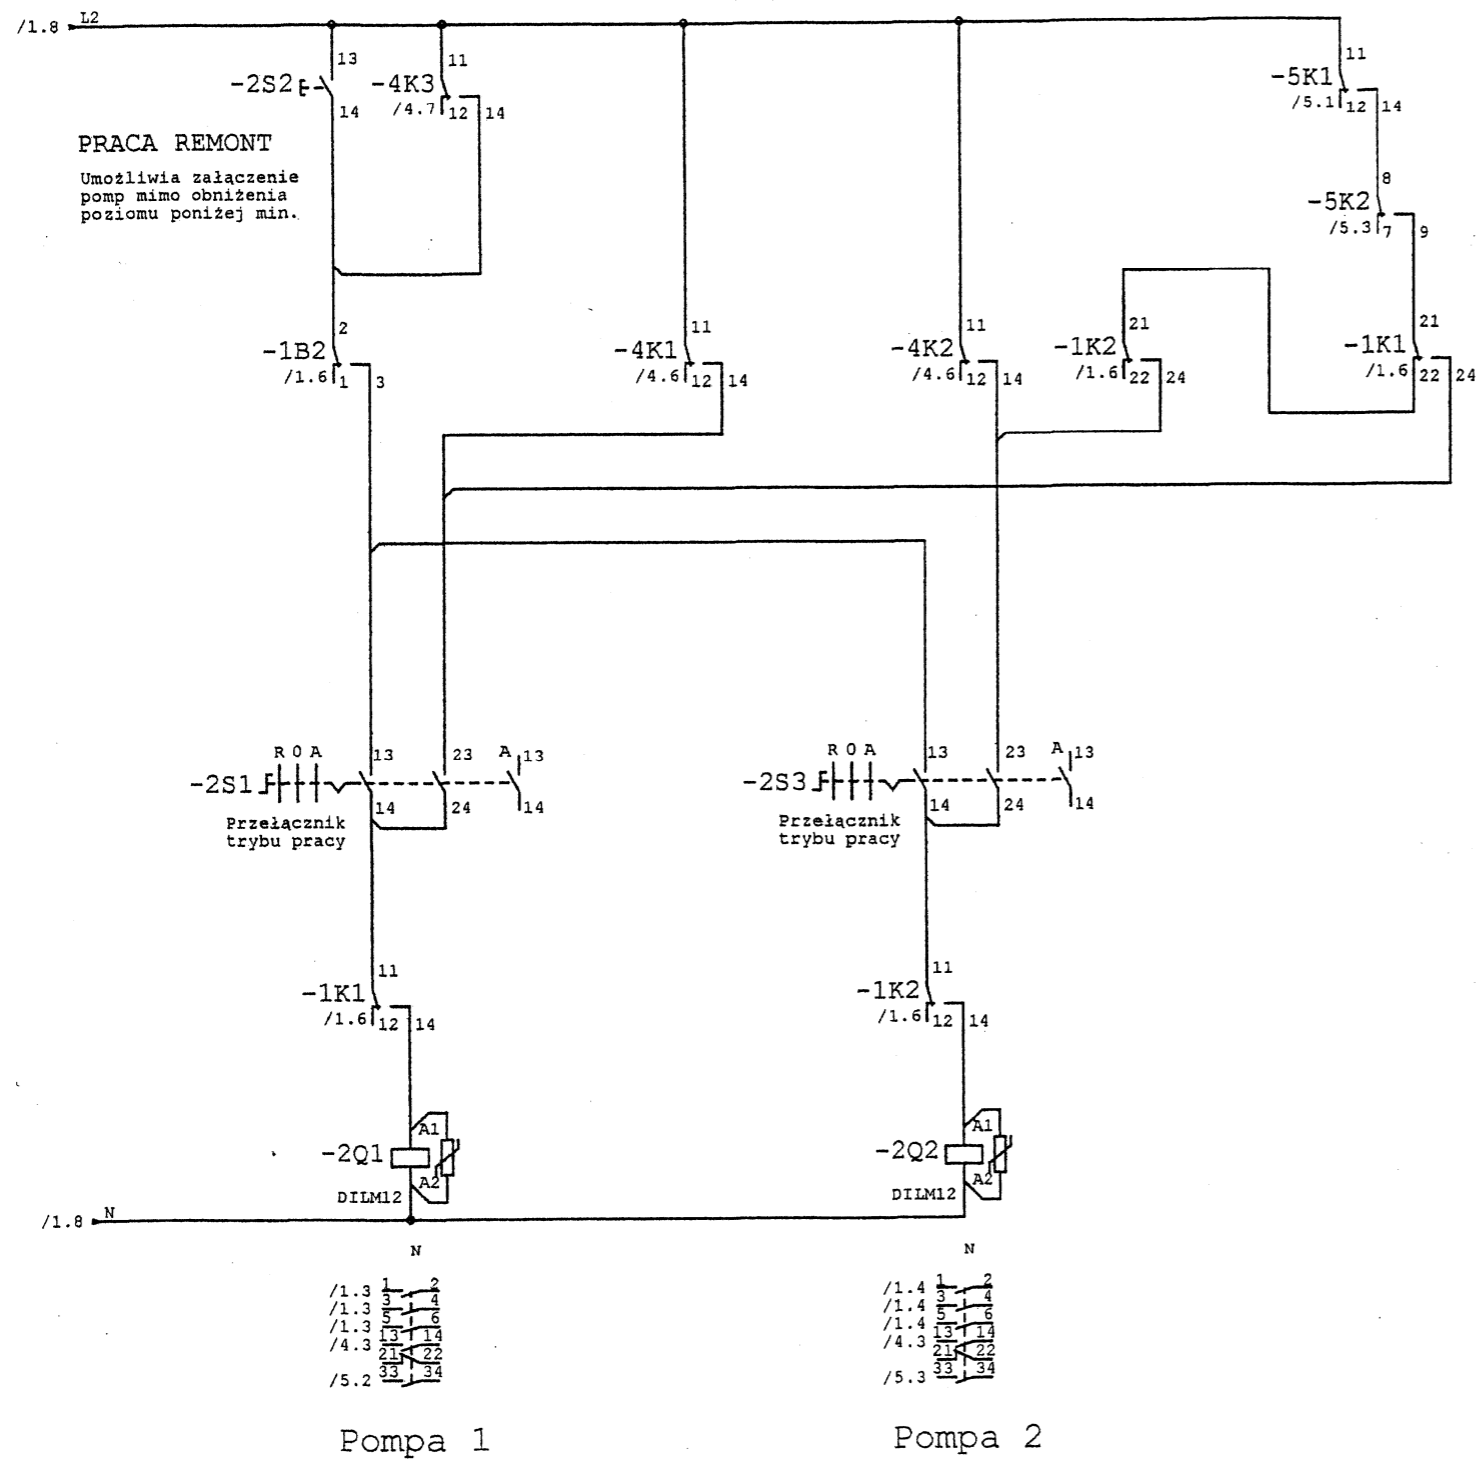 /1.8 L2
13
11
11
-2S2
-4K3
-5K1
14
/4.7
12
14
/5.1
12
14
PRACA REMONT
Umożliwia załączenie
pomp mimo obniżenia
poziomu poniżej min.
8
-5K2
/5.3
7
9
2
11
11
21
21
-1B2
-4K1
-4K2
-1K2
-1K1
/1.6
1
3
/4.6
12
14
/4.6
12
14
/1.6
22
24
/1.6
22
24
R O A
13
23
A
13
R O A
13
23
A
13
-2S1
-2S3
14
24
14
14
24
14
Przełącznik
trybu pracy
Przełącznik
trybu pracy
11
11
-1K1
-1K2
/1.6
12
14
/1.6
12
14
A1
A1
-2Q1
-2Q2
A2
A2
DILM12
DILM12
/1.8 N
N
N
/1.3 1 2
/1.3 3 4
/1.3 5 6
/4.3 13 14
21 22
/5.2 33 34
/1.4 1 2
/1.4 3 4
/1.4 5 6
/4.3 13 14
21 22
/5.3 33 34
Pompa 1
Pompa 2